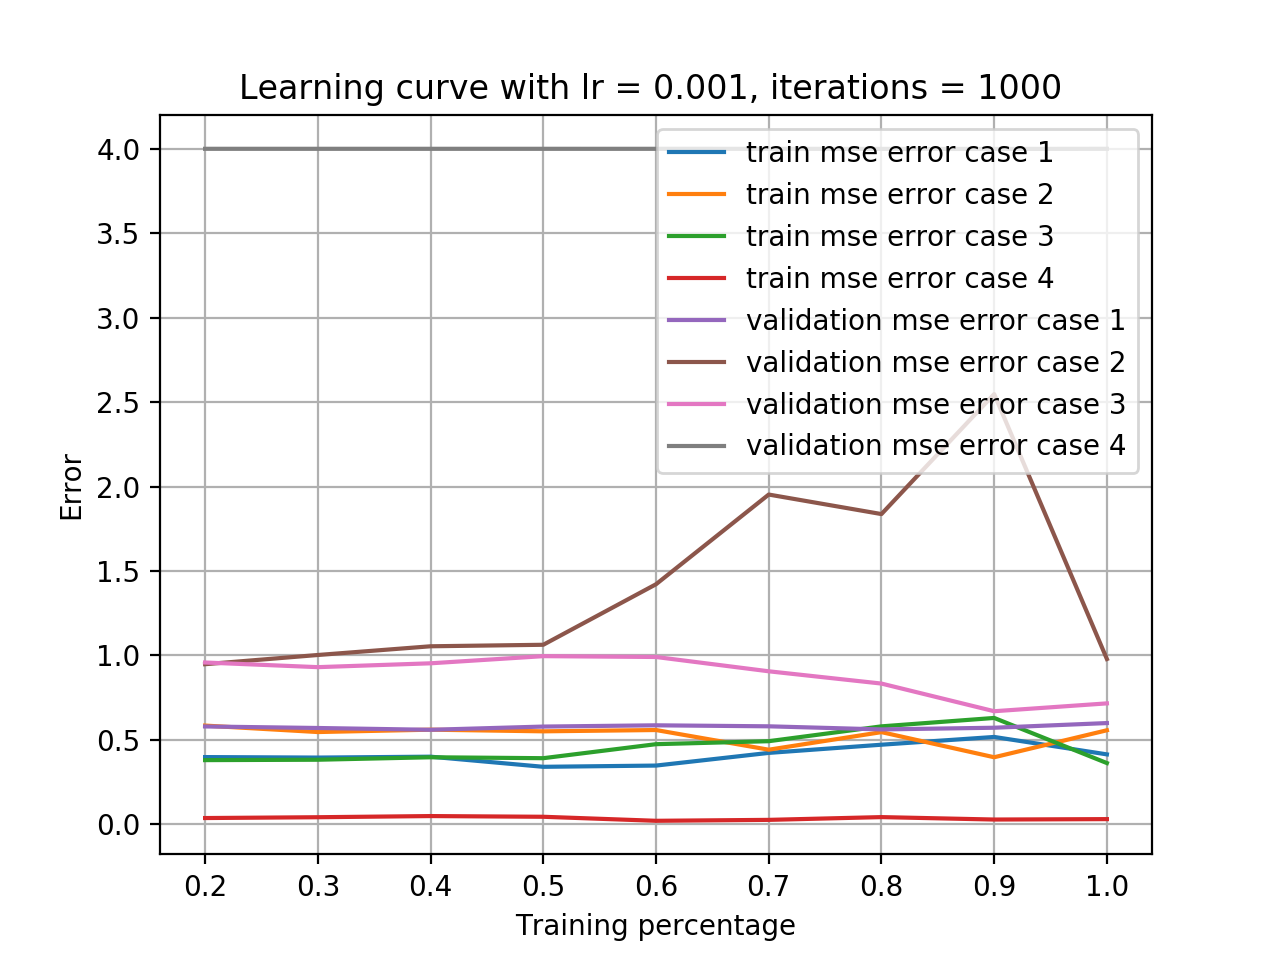 Learning curve with lr = 0.001, iterations = 1000
4.0
3.5
3.0
2.5
2.0
1.5
1.0
0.5
0.0
Error
train mse error case 1
train mse error case 2
train mse error case 3
train mse error case 4
validation mse error case 1
validation mse error case 2
validation mse error case 3
validation mse error case 4
0.2 0.3 0.4 0.5 0.6 0.7 0.8 0.9 1.0
Training percentage